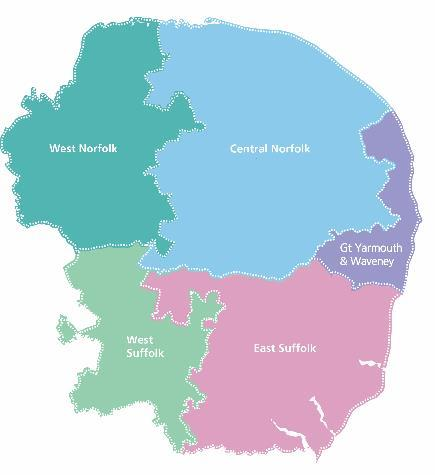 West Norfolk
Central Norfolk
Gt Yarmouth
& Waveney
West
Suffolk
East Suffolk